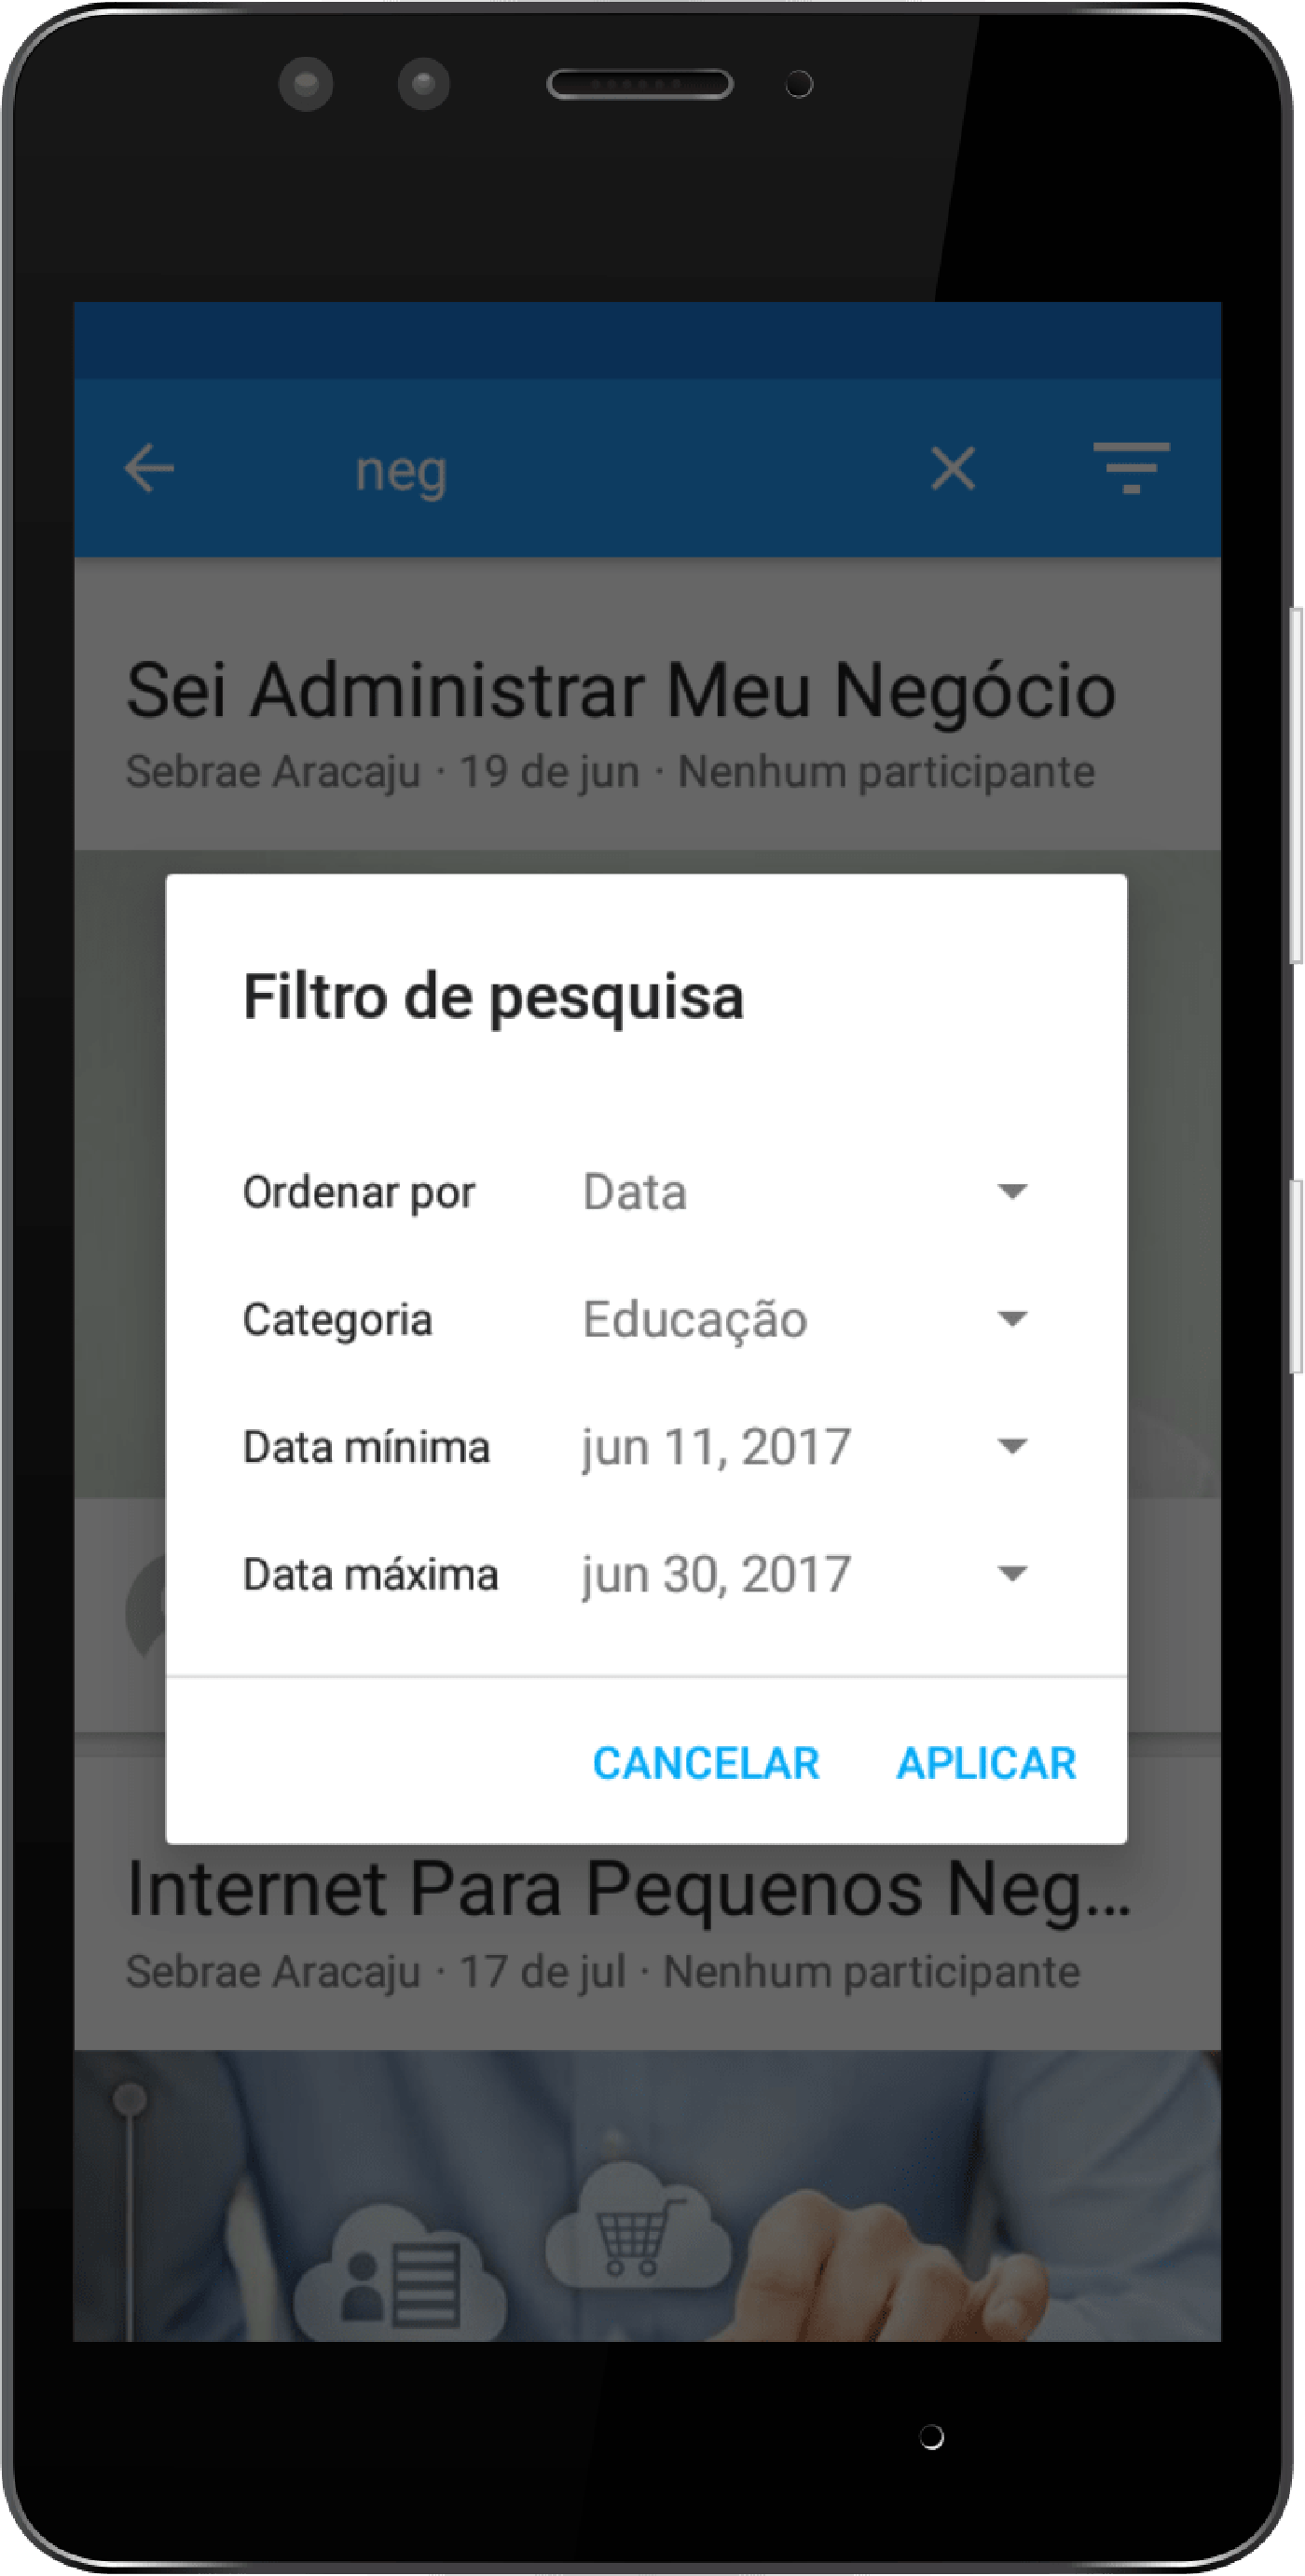 neg
Sei Administrar Meu Negócio
Sebrae Aracaju · 19 de jun · Nenhum participante
Filtro de pesquisa
Ordenar por Data
Categoria Educação
Data mínima jun 11, 2017
Data máxima jun 30, 2017
CANCELAR APLICAR
Internet Para Pequenos Neg...
Sebrae Aracaju · 17 de jul · Nenhum participante